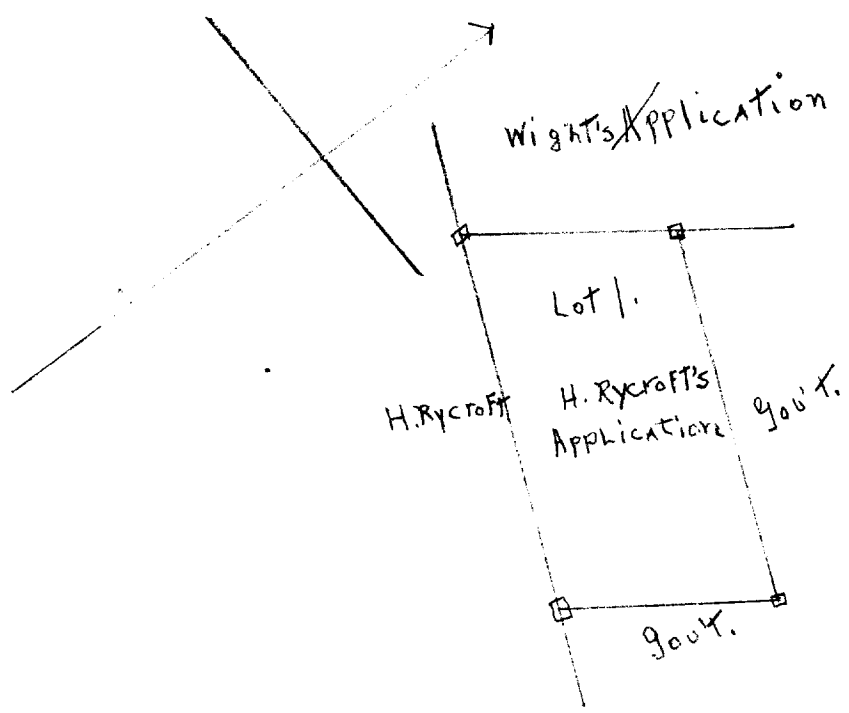 Wight's Application
Lot 1.
H. Rycroft
H. Rycroft's
Application
Gov't.
Gov't.